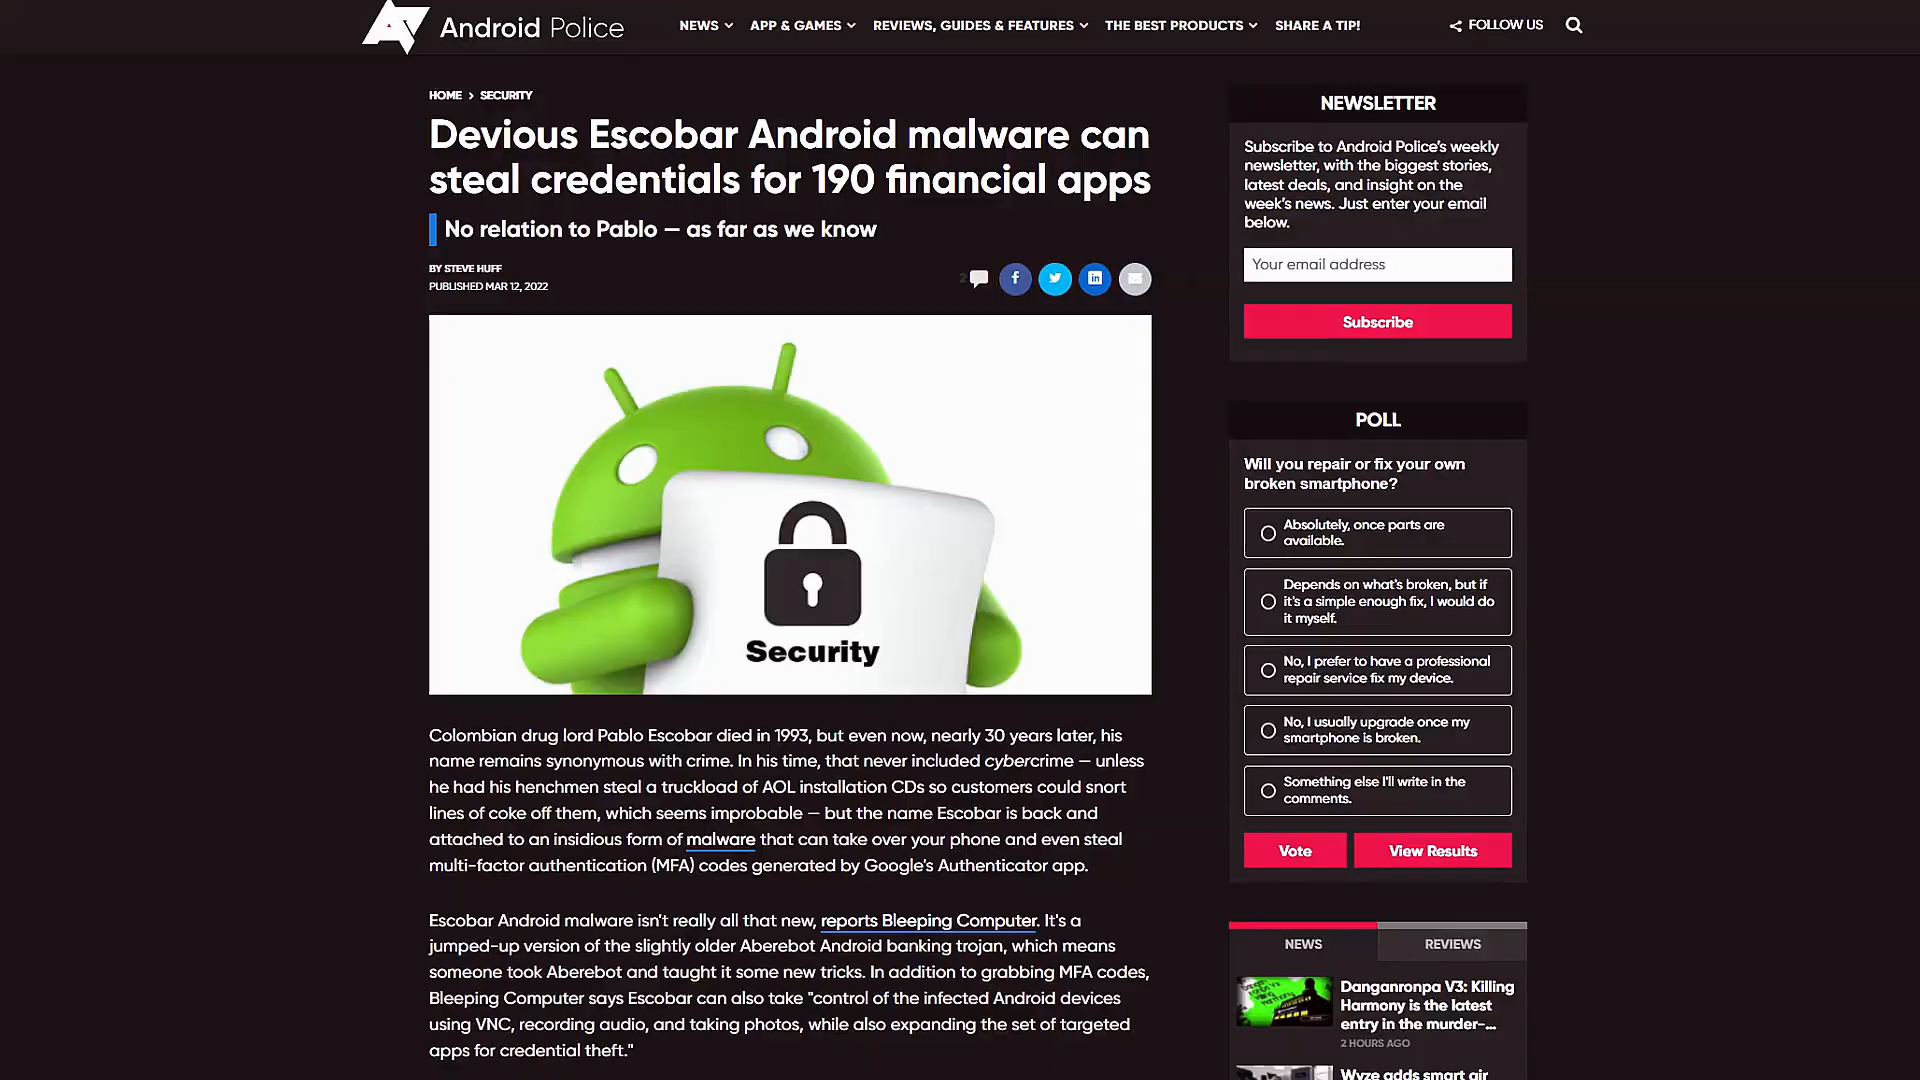 Android Police
NEWS
APP & GAMES
REVIEWS, GUIDES & FEATURES
THE BEST PRODUCTS
SHARE A TIP!
FOLLOW US
HOME > SECURITY
Devious Escobar Android malware can
steal credentials for 190 financial apps
No relation to Pablo — as far as we know
BY STEVE HUFF
PUBLISHED MAR 12, 2022
2
Security
Colombian drug lord Pablo Escobar died in 1993, but even now, nearly 30 years later, his
name remains synonymous with crime. In his time, that never included cybercrime — unless
he had his henchmen steal a truckload of AOL installation CDs so customers could snort
lines of coke off them, which seems improbable — but the name Escobar is back and
attached to an insidious form of malware that can take over your phone and even steal
multi-factor authentication (MFA) codes generated by Google's Authenticator app.
Escobar Android malware isn't really all that new, reports Bleeping Computer. It's a
jumped-up version of the slightly older Aberebot Android banking trojan, which means
someone took Aberebot and taught it some new tricks. In addition to grabbing MFA codes,
Bleeping Computer says Escobar can also take "control of the infected Android devices
using VNC, recording audio, and taking photos, while also expanding the set of targeted
apps for credential theft."
NEWSLETTER
Subscribe to Android Police's weekly
newsletter, with the biggest stories,
latest deals, and insight on the
week's news. Just enter your email
below.
Your email address
Subscribe
POLL
Will you repair or fix your own
broken smartphone?
Absolutely, once parts are
available.
Depends on what's broken, but if
it's a simple enough fix, I would do
it myself.
No, I prefer to have a professional
repair service fix my device.
No, I usually upgrade once my
smartphone is broken.
Something else I'll write in the
comments.
Vote
View Results
NEWS
REVIEWS
Danganronpa V3: Killing
Harmony is the latest
entry in the murder-...
2 HOURS AGO
Wyze adds smart air